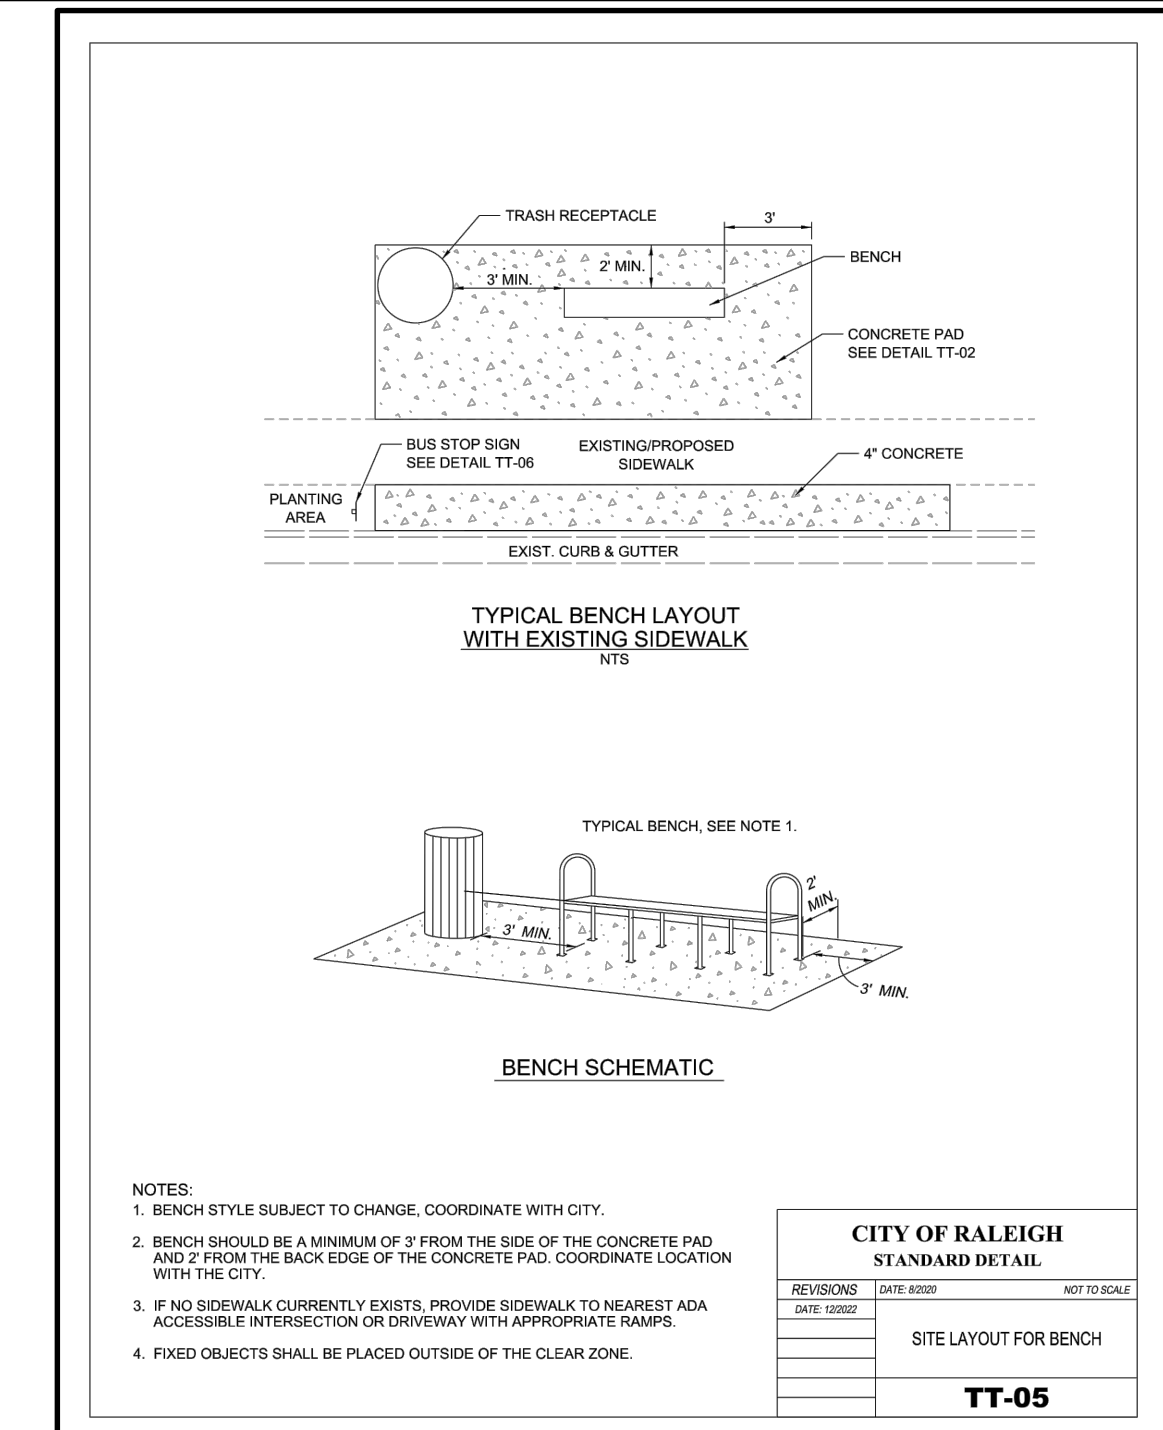 TRASH RECEPTACLE
3'
2' MIN.
BENCH
3' MIN.
CONCRETE PAD
SEE DETAIL TT-02
BUS STOP SIGN
SEE DETAIL TT-06
EXISTING/PROPOSED
SIDEWALK
4" CONCRETE
PLANTING
AREA
EXIST. CURB & GUTTER
TYPICAL BENCH LAYOUT
WITH EXISTING SIDEWALK
NTS
TYPICAL BENCH, SEE NOTE 1.
2'
MIN.
3' MIN.
3' MIN.
BENCH SCHEMATIC
NOTES:
1. BENCH STYLE SUBJECT TO CHANGE, COORDINATE WITH CITY.
2. BENCH SHOULD BE A MINIMUM OF 3' FROM THE SIDE OF THE CONCRETE PAD
AND 2' FROM THE BACK EDGE OF THE CONCRETE PAD. COORDINATE LOCATION
WITH THE CITY.
3. IF NO SIDEWALK CURRENTLY EXISTS, PROVIDE SIDEWALK TO NEAREST ADA
ACCESSIBLE INTERSECTION OR DRIVEWAY WITH APPROPRIATE RAMPS.
4. FIXED OBJECTS SHALL BE PLACED OUTSIDE OF THE CLEAR ZONE.
CITY OF RALEIGH
STANDARD DETAIL
REVISIONS DATE: 8/2020 NOT TO SCALE
DATE: 12/2022
SITE LAYOUT FOR BENCH
TT-05